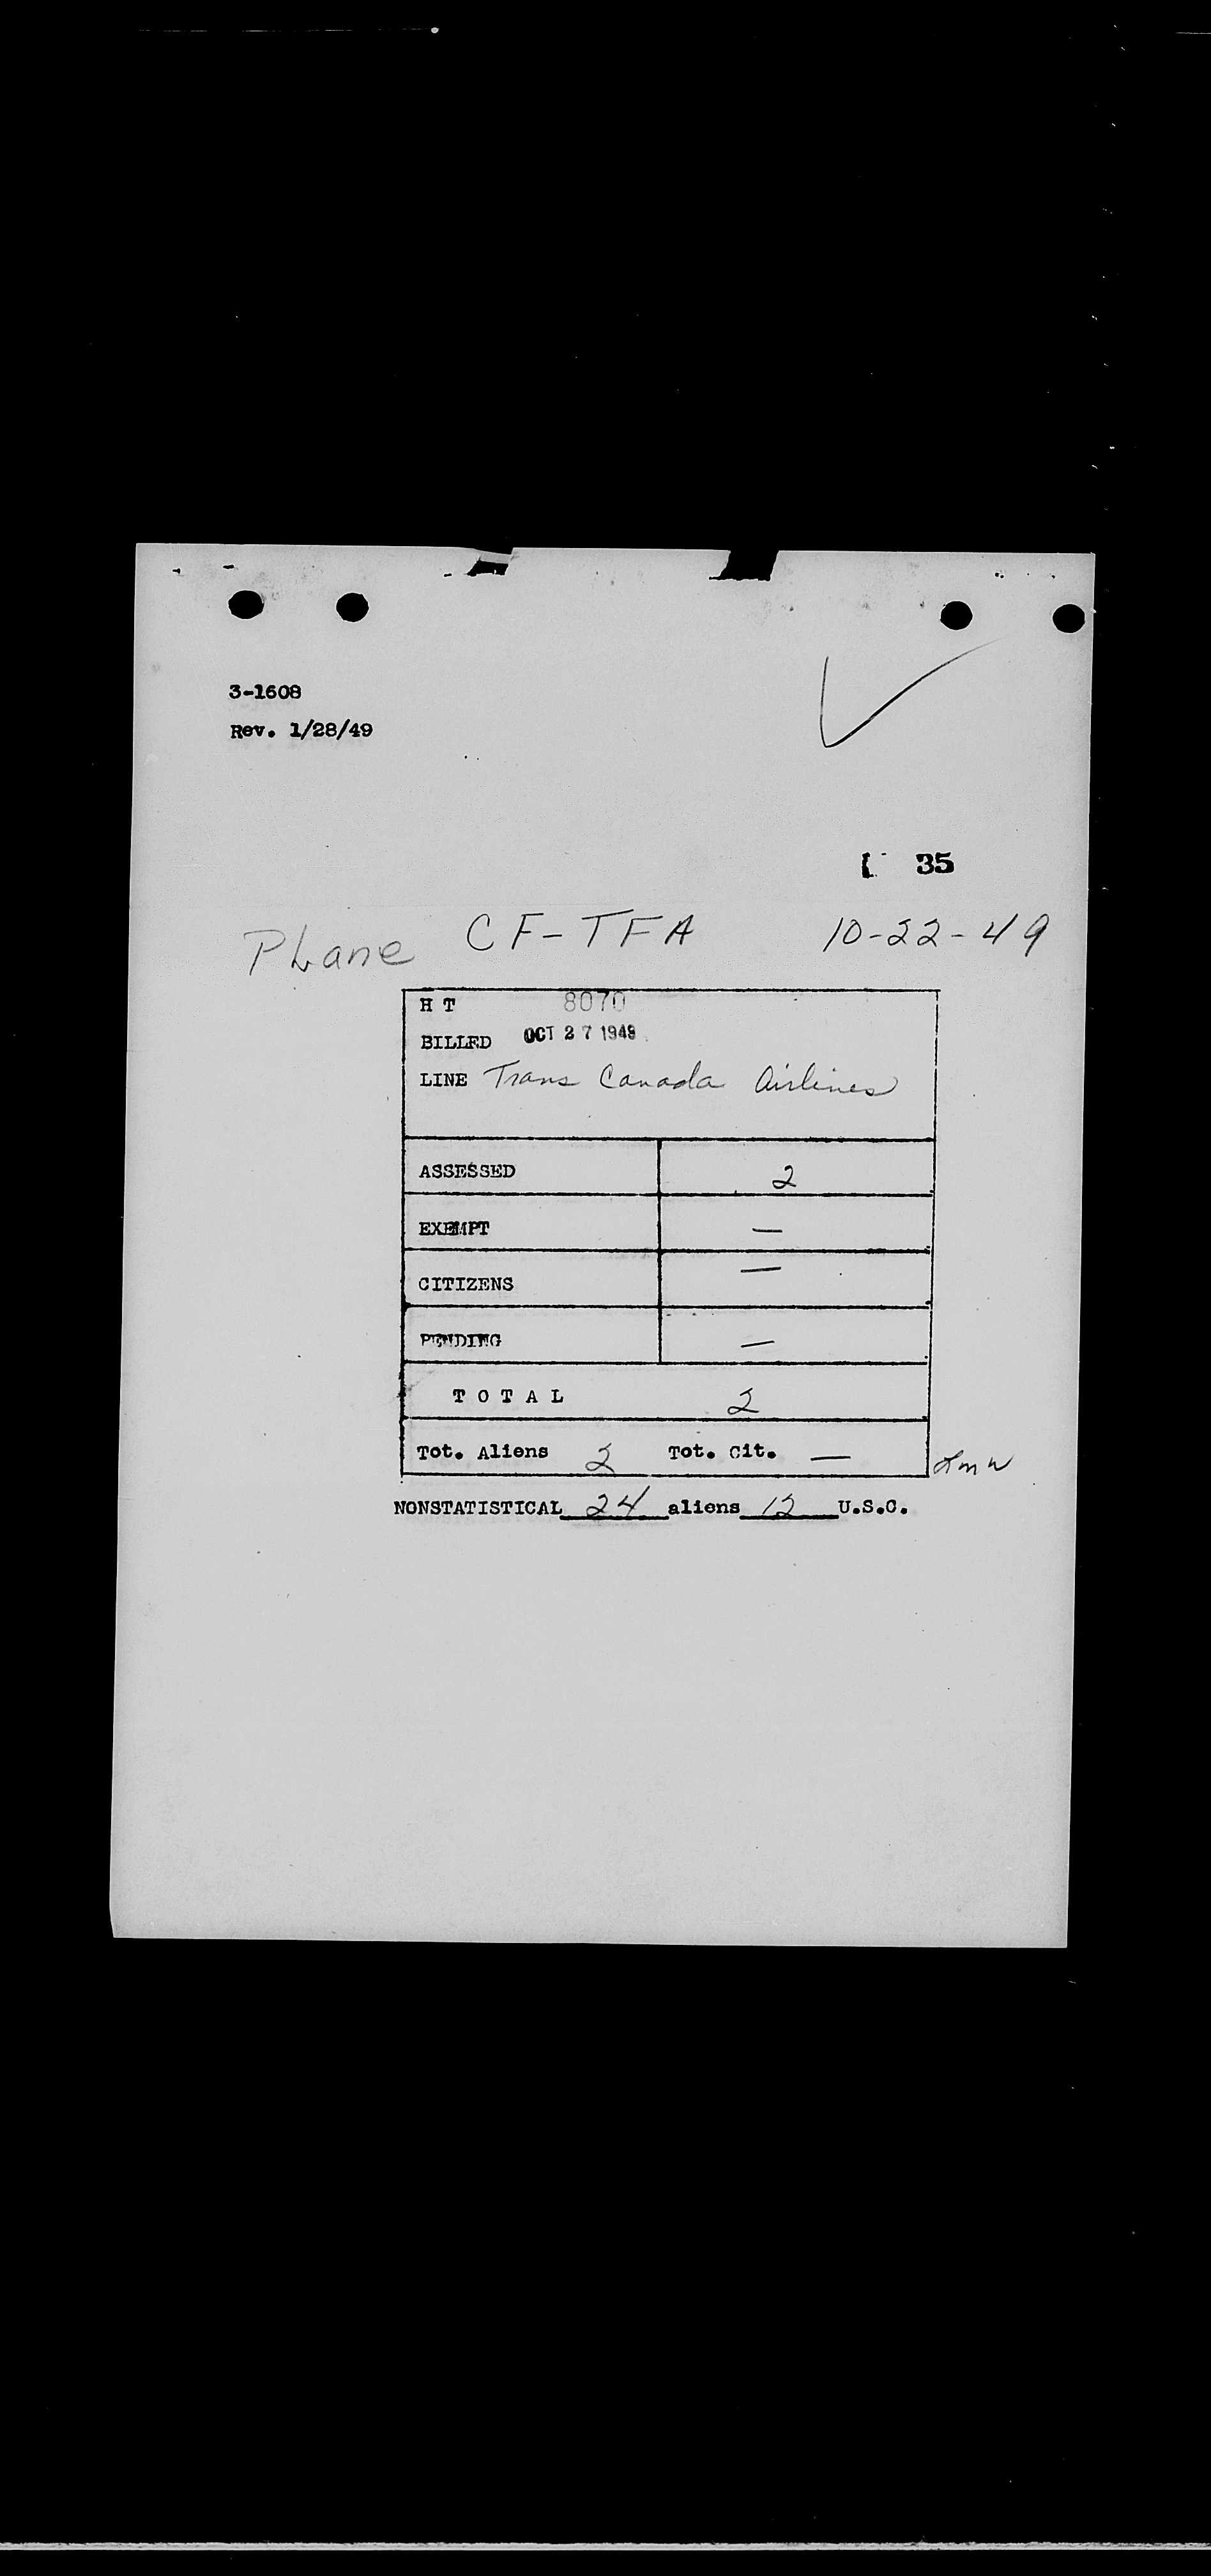 3-1608
Rev. 1/28/49
35
Plane CF-TFA 10-22-49
H T 8070
BILLED OCT 27 1949
LINE Trans Canada Airlines
ASSESSED 2
EXEMPT —
CITIZENS —
PENDING —
T O T A L 2
Tot. Aliens 2 Tot. Cit. —
NONSTATISTICAL 24 aliens 12 U.S.C.